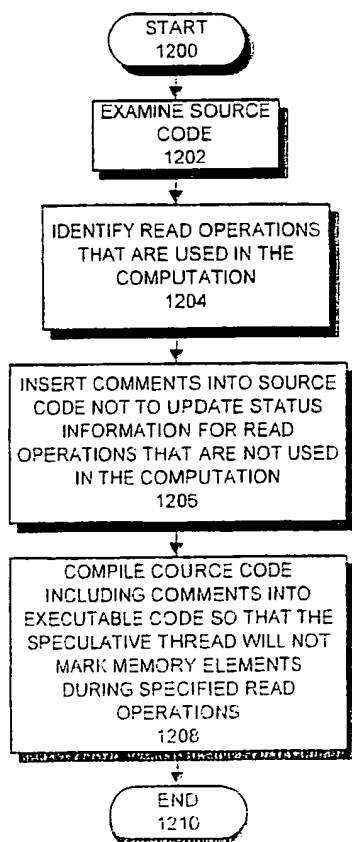 START
1200
EXAMINE SOURCE
CODE
1202
IDENTIFY READ OPERATIONS
THAT ARE USED IN THE
COMPUTATION
1204
INSERT COMMENTS INTO SOURCE
CODE NOT TO UPDATE STATUS
INFORMATION FOR READ
OPERATIONS THAT ARE NOT USED
IN THE COMPUTATION
1206
COMPILE COURCE CODE
INCLUDING COMMENTS INTO
EXECUTABLE CODE SO THAT THE
SPECULATIVE THREAD WILL NOT
MARK MEMORY ELEMENTS
DURING SPECIFIED READ
OPERATIONS
1208
END
1210